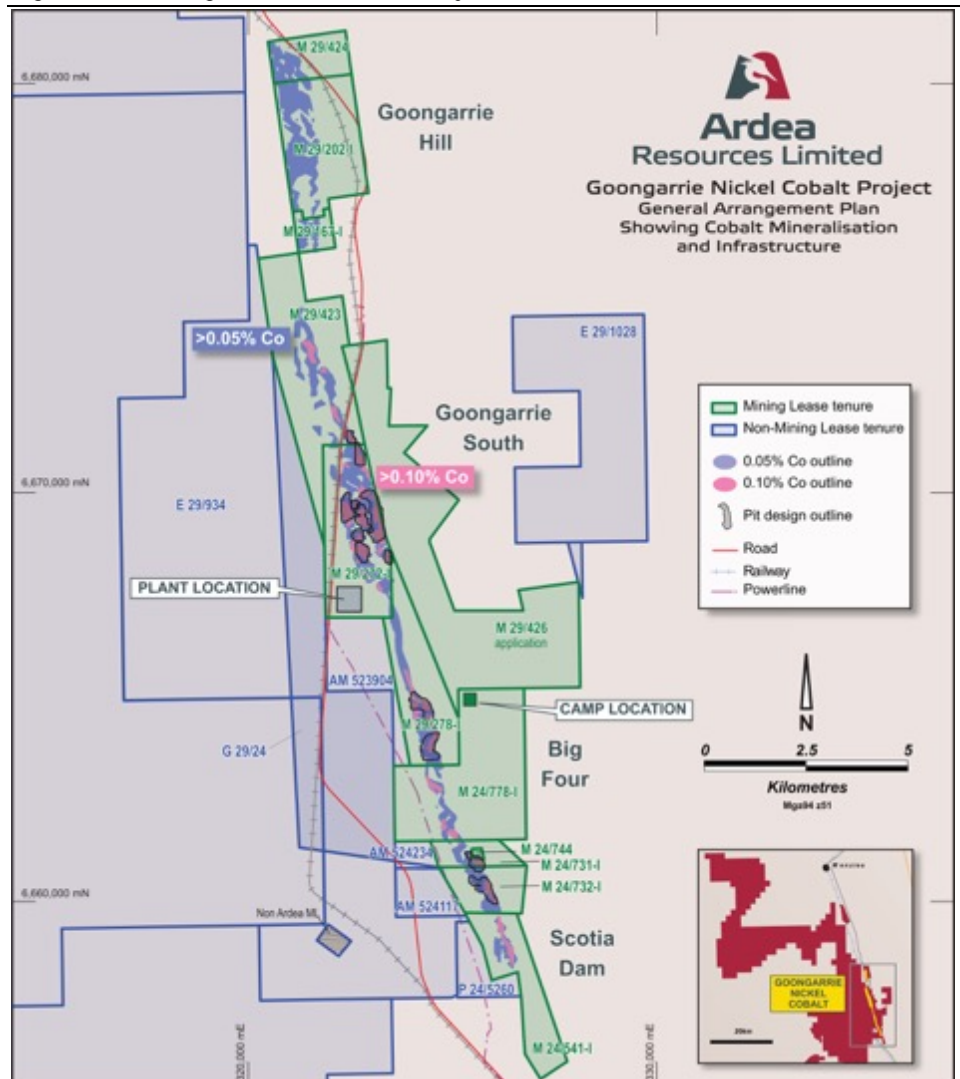 Ardea
Resources Limited
Goongarrie Nickel Cobalt Project
General Arrangement Plan
Showing Cobalt Mineralisation
and Infrastructure
M 29/424
6,680,000 mN
Goongarrie
Hill
M 29/202-I
M 29/167-I
M 29/423
>0.05% Co
E 29/1028
Goongarrie
South
>0.10% Co
6,670,000 mN
E 29/934
Mining Lease tenure
Non-Mining Lease tenure
0.05% Co outline
0.10% Co outline
Pit design outline
Road
Railway
Powerline
PLANT LOCATION
M 29/426
application
AM 523904
CAMP LOCATION
M 29/278-I
G 29/24
Big
Four
M 24/778-I
N
0
2.5
5
Kilometres
Mga94 z51
AM 524234
M 24/744
M 24/731-I
M 24/732-I
6,660,000 mN
AM 524117
Non Ardea ML
Scotia
Dam
P 24/5260
M 24/541-I
GOONGARRIE
NICKEL
COBALT
20km